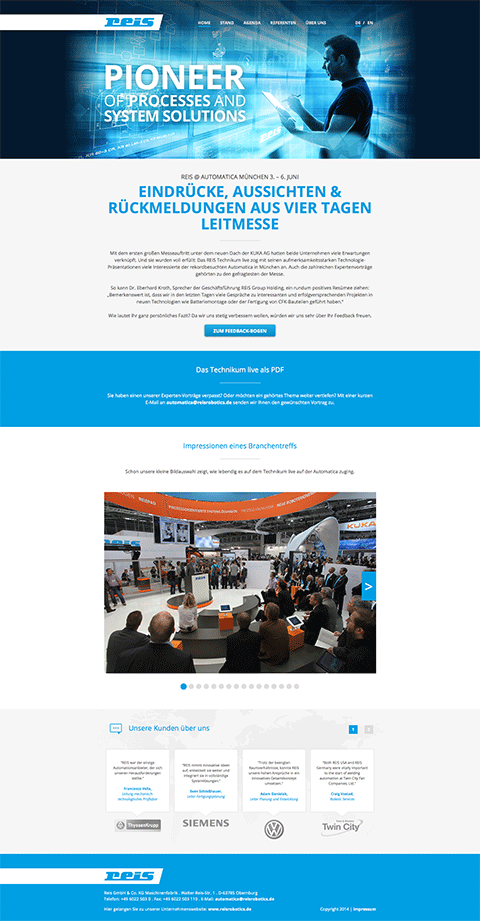 reis
HOME STAND AGENDA REFERENTEN ÜBER UNS DE / EN
PIONEER
OF PROCESSES AND
SYSTEM SOLUTIONS
REIS @ AUTOMATICA MÜNCHEN 3. – 6. JUNI
EINDRÜCKE, AUSSICHTEN &
RÜCKMELDUNGEN AUS VIER TAGEN
LEITMESSE
Mit dem ersten großen Messeauftritt unter dem neuen Dach der KUKA AG hatten beide Unternehmen viele Erwartungen
verknüpft. Und sie wurden voll erfüllt: Das REIS Technikum live zog mit seinen aufmerksamkeitsstarken Technologie-
Präsentationen viele Interessierte der rekordbesuchten Automatica in München an. Auch die zahlreichen Expertenvorträge
gehörten zu den gefragtesten der Messe.
So kann Dr. Eberhard Kroth, Sprecher der Geschäftsführung REIS Group Holding, ein rundum positives Resümee ziehen:
„Bemerkenswert ist, dass wir in den letzten Tagen viele Gespräche zu interessanten und erfolgversprechenden Projekten in
neuen Technologien wie Batteriemontage oder der Fertigung von CFK-Bauteilen geführt haben.“
Wie lautet Ihr ganz persönliches Fazit? Da wir uns stetig verbessern wollen, würden wir uns sehr über Ihr Feedback freuen.
ZUM FEEDBACK-BOGEN
Das Technikum live als PDF
Sie haben einen unserer Experten-Vorträge verpasst? Oder möchten ein gehörtes Thema weiter vertiefen? Mit einer kurzen
E-Mail an automatica@reisrobotics.de senden wir Ihnen den gewünschten Vortrag zu.
Impressionen eines Branchentreffs
Schon unsere kleine Bildauswahl zeigt, wie lebendig es auf dem Technikum live auf der Automatica zuging.
KUKA
>
Unsere Kunden über uns
1 2
"REIS war der einzige
Automationsanbieter, der sich
unseren Herausforderungen
stellte."
Francesco Stella,
Leitung mechanisch-
technologischer Prüflabor
"REIS nimmt innovative Ideen
auf, entwickelt sie weiter und
integriert sie in vollständige
Systemlösungen."
Sven Göttelhauer,
Leiter Fertigungsplanung
"Trotz der beengten
Raumverhältnisse, konnte REIS
unsere hohen Ansprüche in ein
innovatives Gesamtkonzept
umsetzen."
Adam Danielak,
Leiter Planung und Entwicklung
"Both REIS USA and REIS
Germany were vitally important
to the start of welding
automation at Twin City Fan
Companies Ltd."
Craig Stoessl,
Robotic Services
ThyssenKrupp
SIEMENS
Twin City
reis
Reis GmbH & Co. KG Maschinenfabrik . Walter-Reis-Str. 1 . D-63785 Obernburg
Telefon: +49 6022 503 0 . Fax: +49 6022 503 110 . E-Mail: automatica@reisrobotics.de
Hier gelangen Sie zu unserer Unternehmenswebsite: www.reisrobotics.de
Copyright 2014 | Impressum